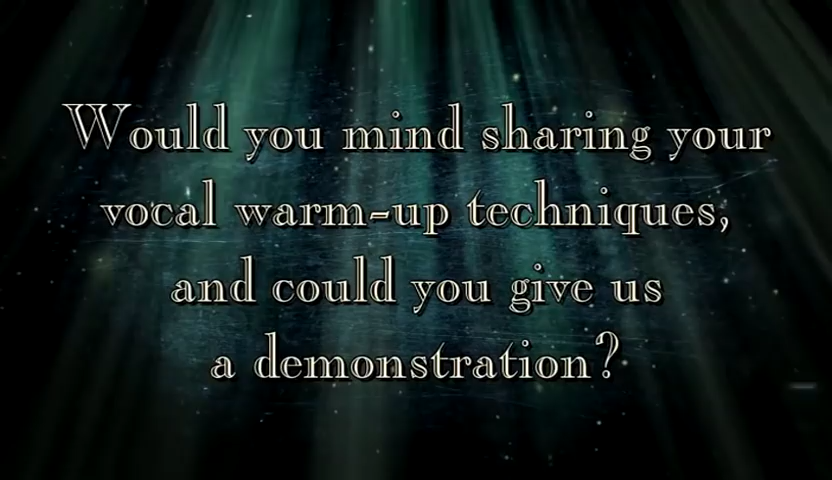 Would you mind sharing your
vocal warm-up techniques,
and could you give us
a demonstration?